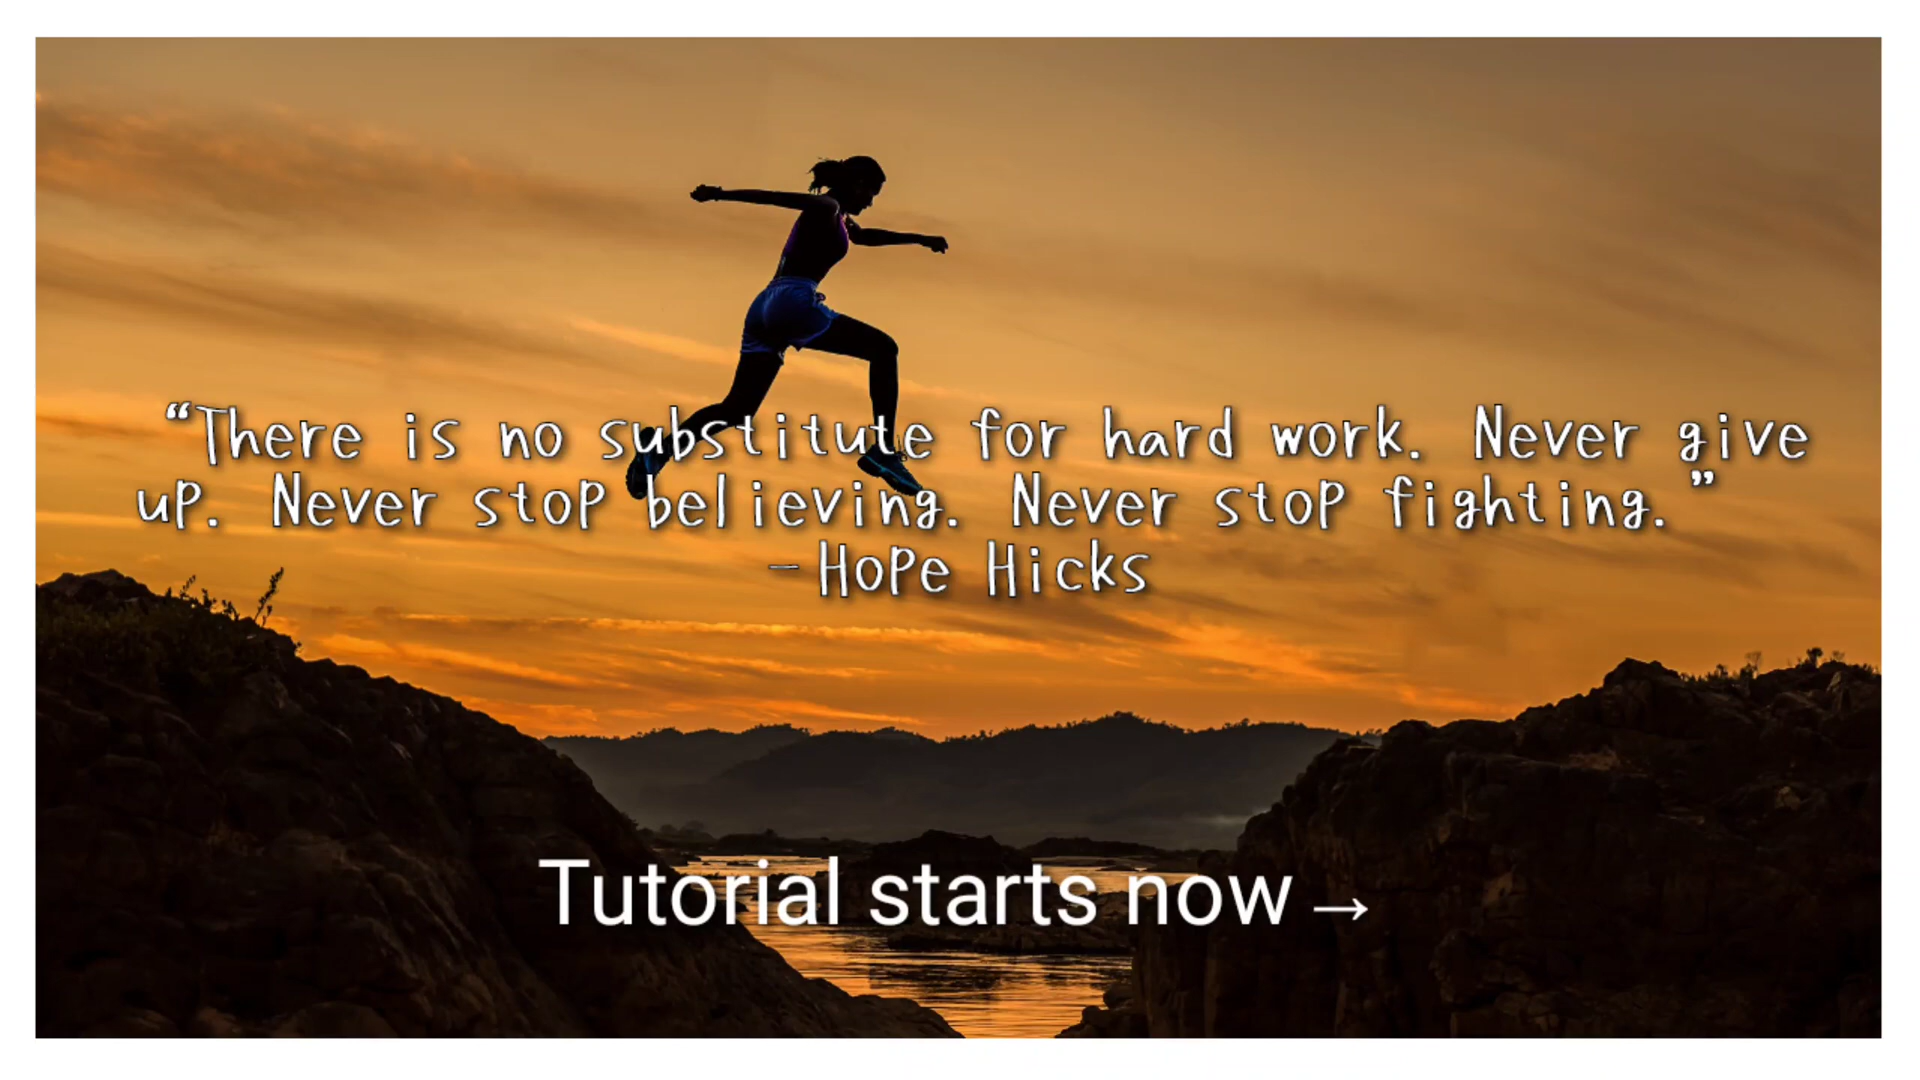 “There is no substitute for hard work. Never give
up. Never stop believing. Never stop fighting.”
– Hope Hicks
Tutorial starts now →